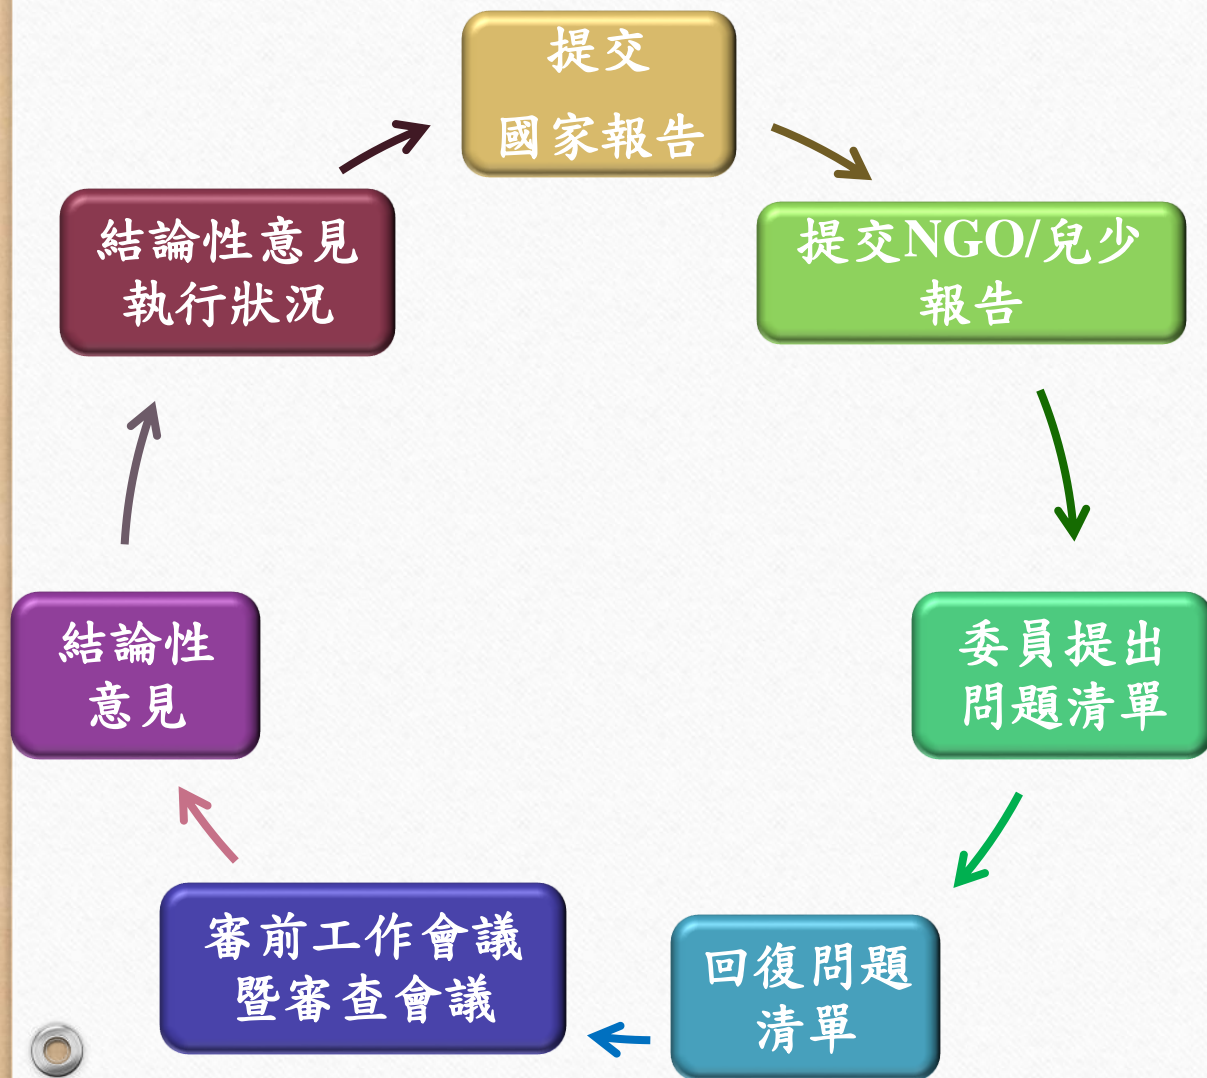 提交
國家報告
提交NGO/兒少
報告
委員提出
問題清單
回復問題
清單
審前工作會議
暨審查會議
結論性
意見
結論性意見
執行狀況